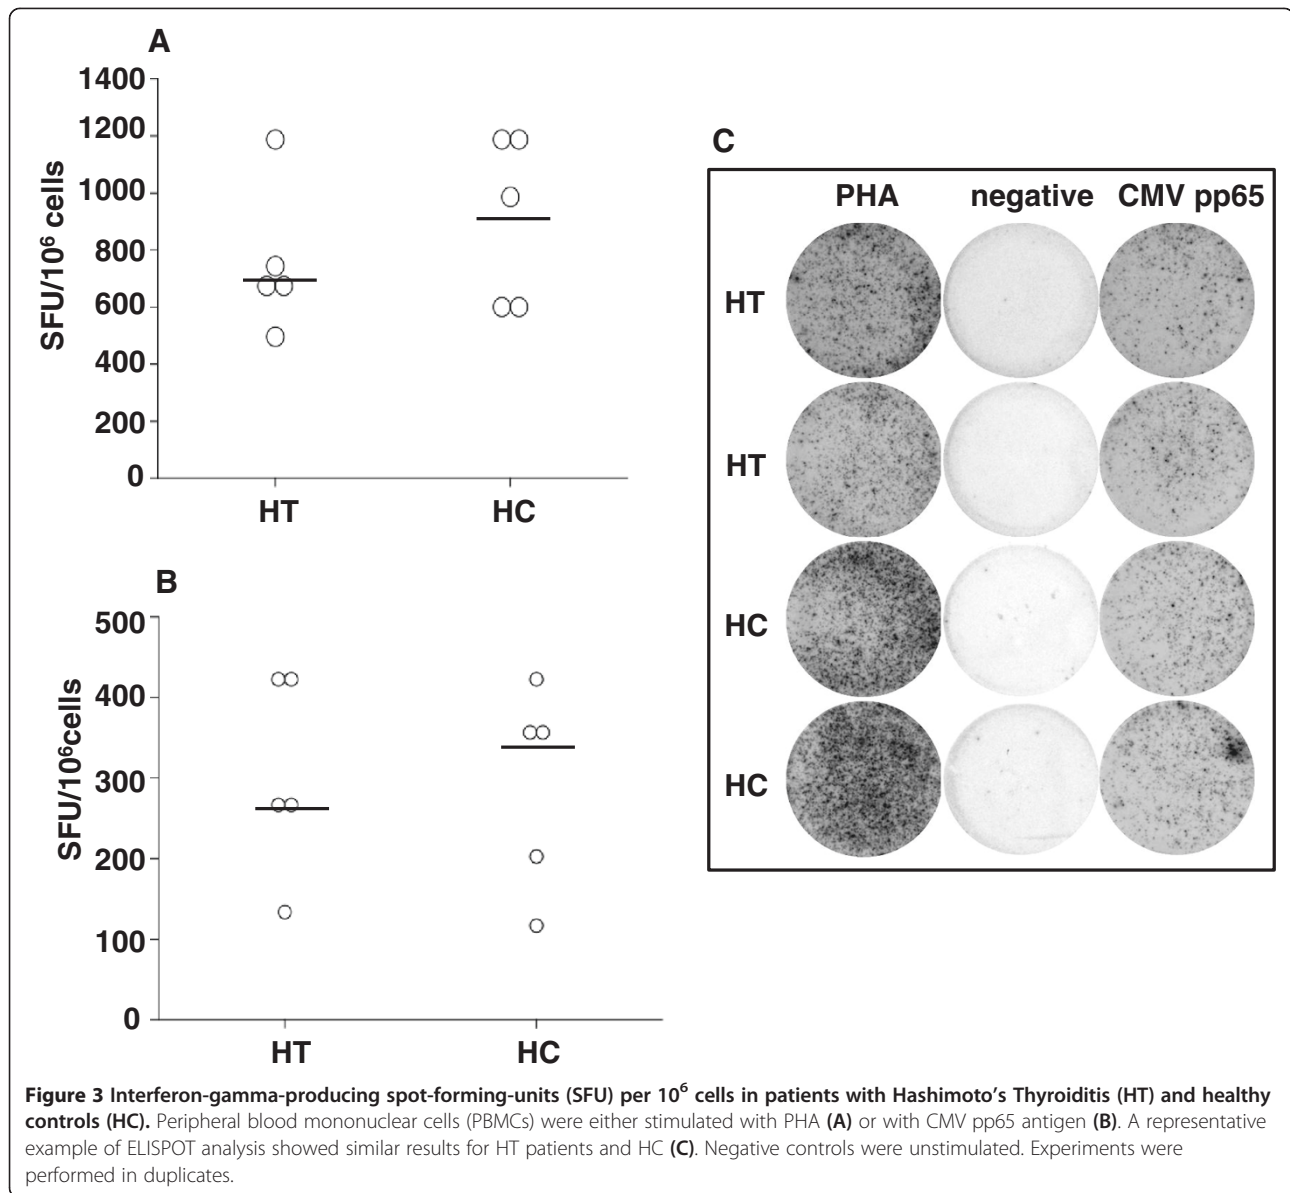 A
1400
1200
1000
800
600
400
200
0
SFU/10⁶ cells
HT HC
B
500
400
300
200
100
0
SFU/10⁶cells
HT HC
C
PHA negative CMV pp65
HT
HT
HC
HC
Figure 3 Interferon-gamma-producing spot-forming-units (SFU) per 10⁶ cells in patients with Hashimoto’s Thyroiditis (HT) and healthy
controls (HC). Peripheral blood mononuclear cells (PBMCs) were either stimulated with PHA (A) or with CMV pp65 antigen (B). A representative
example of ELISPOT analysis showed similar results for HT patients and HC (C). Negative controls were unstimulated. Experiments were
performed in duplicates.